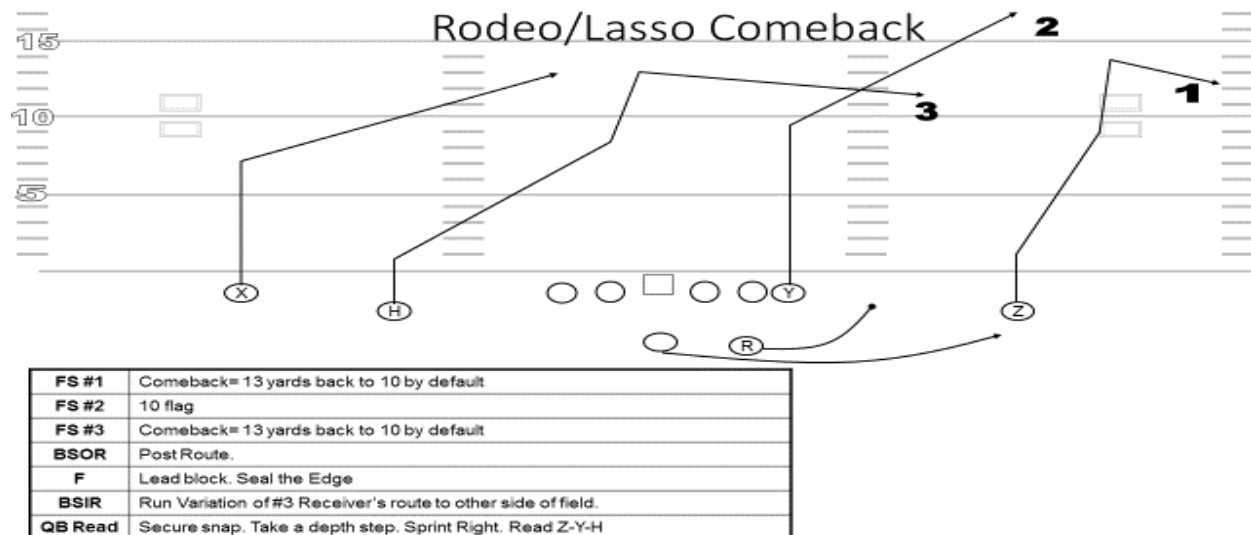 Rodeo/Lasso Comeback
2
15
1
3
10
5
X
Y
H
Z
R
FS #1 Comeback= 13 yards back to 10 by default
FS #2 10 flag
FS #3 Comeback= 13 yards back to 10 by default
BSOR Post Route.
F Lead block. Seal the Edge
BSIR Run Variation of #3 Receiver's route to other side of field.
QB Read Secure snap. Take a depth step. Sprint Right. Read Z-Y-H